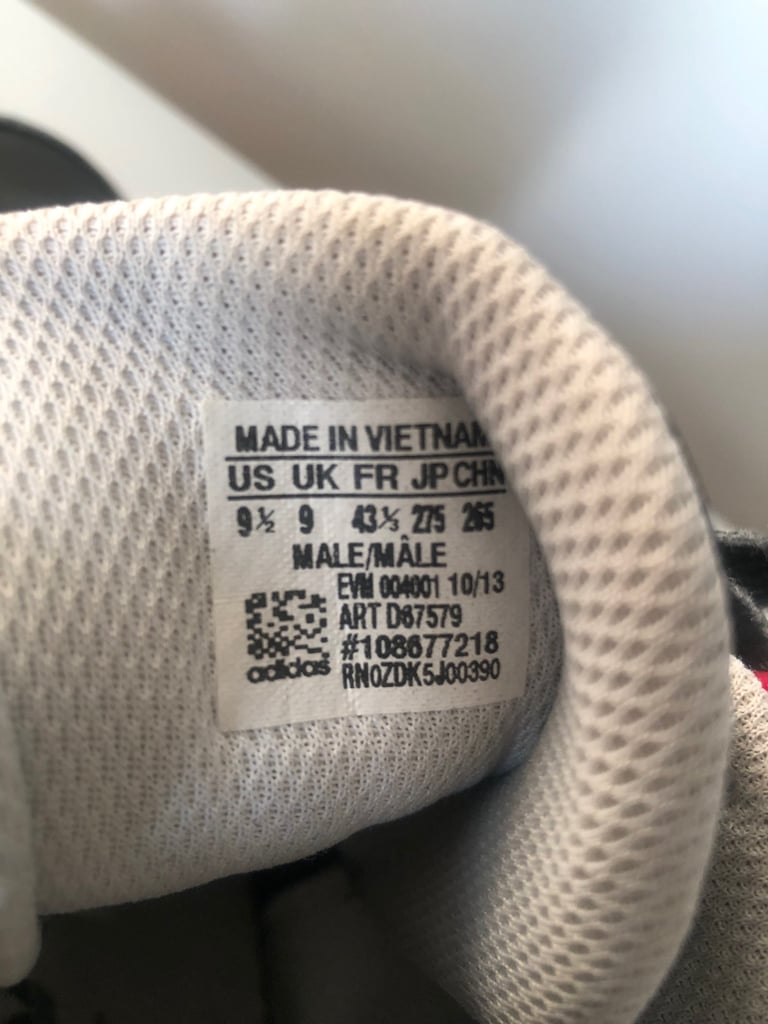 MADE IN VIETNAM
US UK FR JP CHN
9½ 9 43⅓ 275 265
MALE/MÂLE
EVM 004001 10/13
ART D67579
#108677218
adidas RN0ZDK5J00390